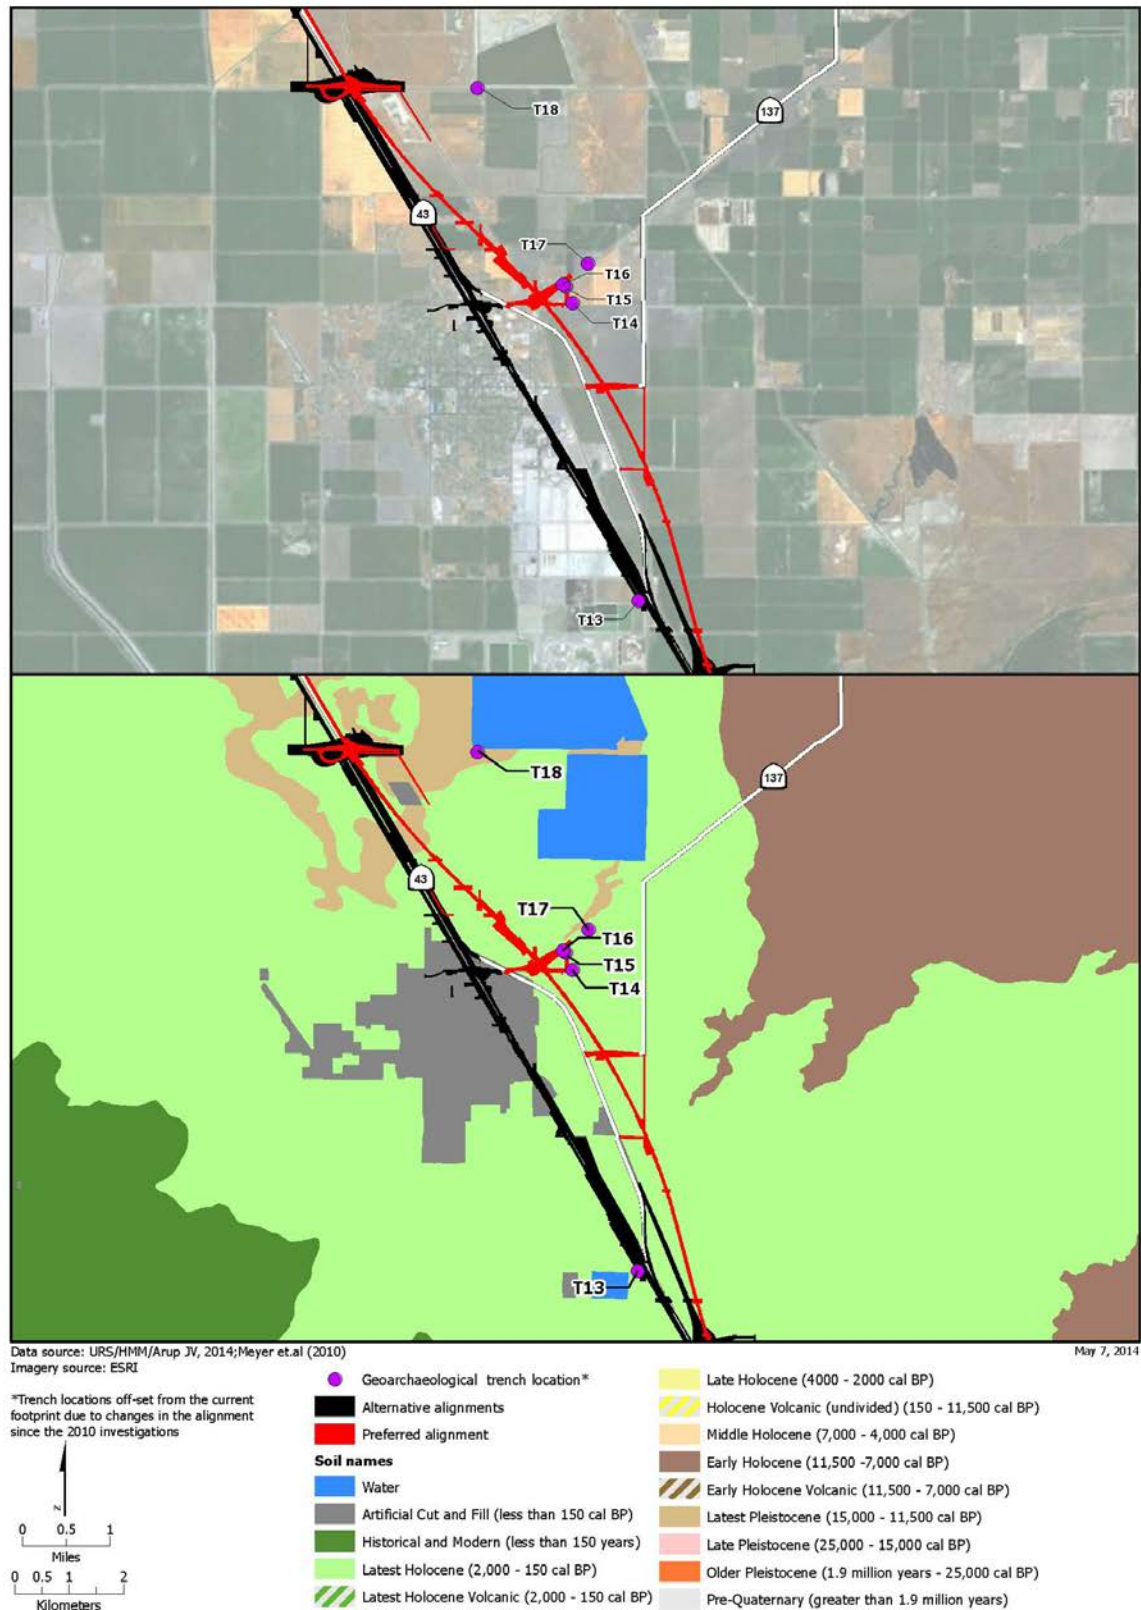 T18
137
43
T17
T16
T15
T14
T13
T18
137
43
T17
T16
T15
T14
T13
Data source: URS/HMM/Arup JV, 2014;Meyer et.al (2010)
May 7, 2014
Imagery source: ESRI
*Trench locations off-set from the current
footprint due to changes in the alignment
since the 2010 investigations
N
0 0.5 1
Miles
0 0.5 1 2
Kilometers
Geoarchaeological trench location*
Alternative alignments
Preferred alignment
Soil names
Water
Artificial Cut and Fill (less than 150 cal BP)
Historical and Modern (less than 150 years)
Latest Holocene (2,000 - 150 cal BP)
Latest Holocene Volcanic (2,000 - 150 cal BP)
Late Holocene (4000 - 2000 cal BP)
Holocene Volcanic (undivided) (150 - 11,500 cal BP)
Middle Holocene (7,000 - 4,000 cal BP)
Early Holocene (11,500 -7,000 cal BP)
Early Holocene Volcanic (11,500 - 7,000 cal BP)
Latest Pleistocene (15,000 - 11,500 cal BP)
Late Pleistocene (25,000 - 15,000 cal BP)
Older Pleistocene (1.9 million years - 25,000 cal BP)
Pre-Quaternary (greater than 1.9 million years)